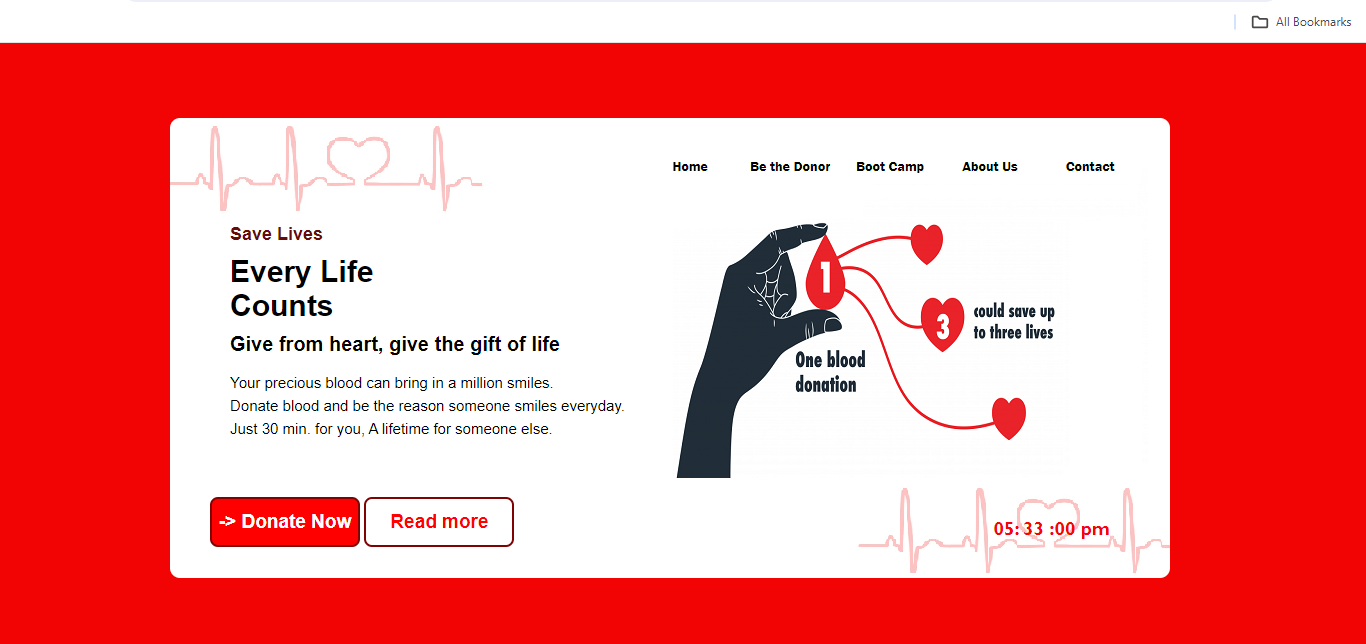 All Bookmarks
Home Be the Donor Boot Camp About Us Contact
Save Lives
Every Life
Counts
Give from heart, give the gift of life
Your precious blood can bring in a million smiles.
Donate blood and be the reason someone smiles everyday.
Just 30 min. for you, A lifetime for someone else.
1
3
could save up
to three lives
One blood
donation
-> Donate Now
Read more
05: 33 :00 pm